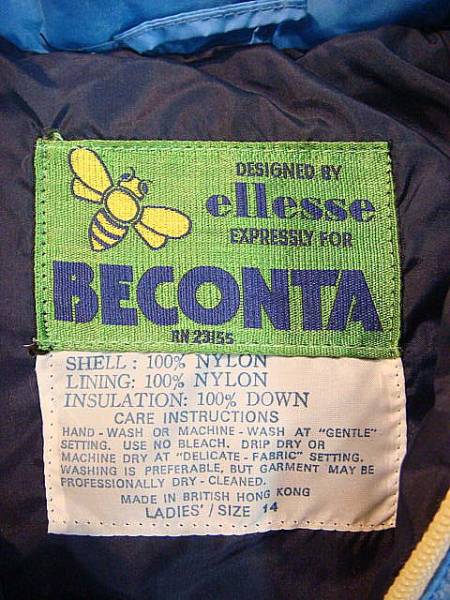 DESIGNED BY
ellesse
EXPRESSLY FOR
BECONTA
RN 23155
SHELL: 100% NYLON
LINING: 100% NYLON
INSULATION: 100% DOWN
CARE INSTRUCTIONS
HAND-WASH OR MACHINE-WASH AT "GENTLE"
SETTING. USE NO BLEACH. DRIP DRY OR
MACHINE DRY AT "DELICATE-FABRIC" SETTING.
WASHING IS PREFERABLE, BUT GARMENT MAY BE
PROFESSIONALLY DRY-CLEANED.
MADE IN BRITISH HONG KONG
LADIES'/SIZE 14